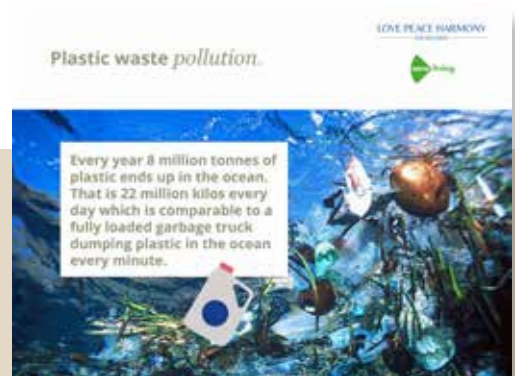 LOVE PEACE HARMONY
Plastic waste pollution.
living
Every year 8 million tonnes of
plastic ends up in the ocean.
That is 22 million kilos every
day which is comparable to a
fully loaded garbage truck
dumping plastic in the ocean
every minute.